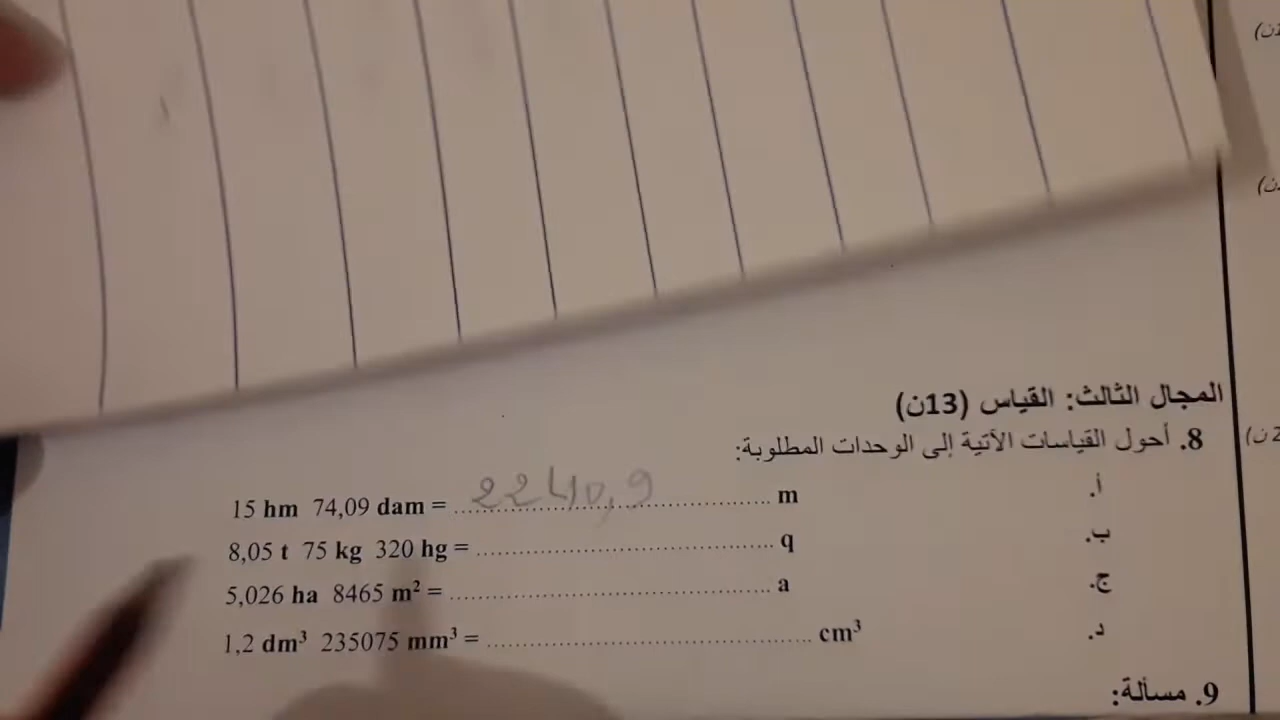 المجال الثالث: القياس (13ن)
8. أحول القياسات الآتية إلى الوحدات المطلوبة:
أ. 15 hm 74,09 dam = 2240,9 m
ب. 8,05 t 75 kg 320 hg = ........ q
ج. 5,026 ha 8465 m² = ........ a
د. 1,2 dm³ 235075 mm³ = ........ cm³
9. مسألة: